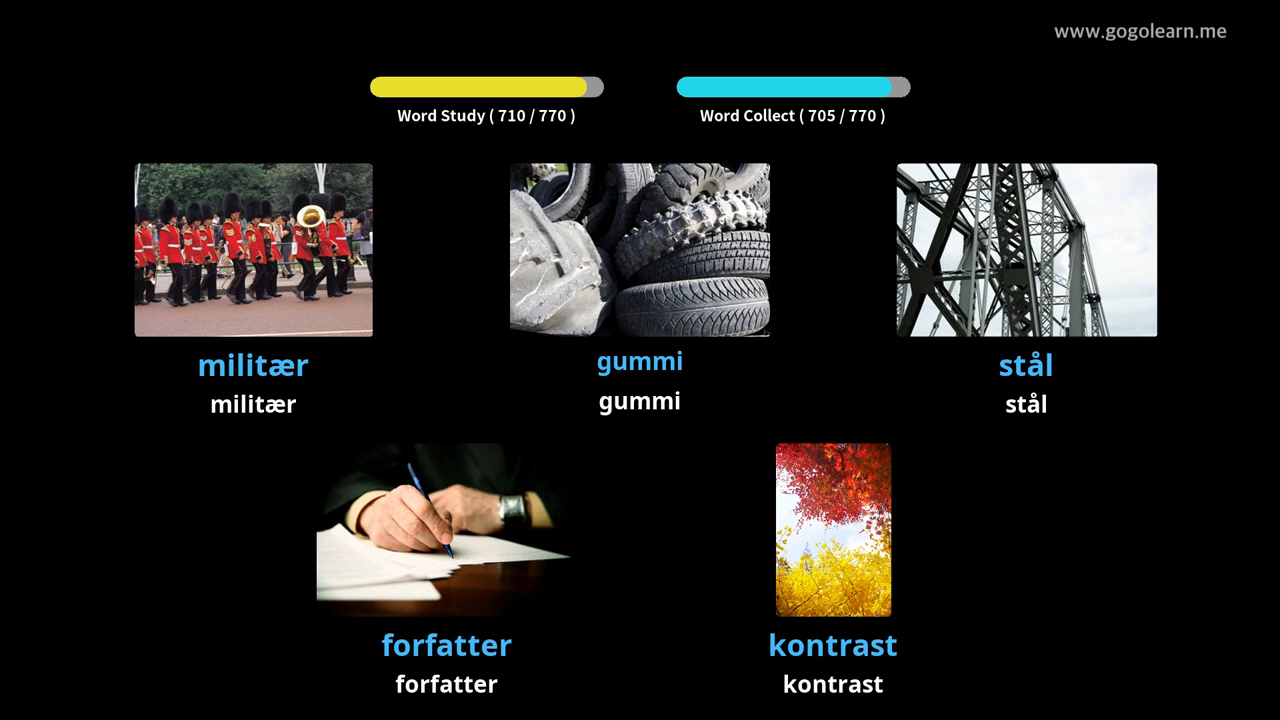 www.gogolearn.me
Word Study ( 710 / 770 )
Word Collect ( 705 / 770 )
militær
militær
gummi
gummi
stål
stål
forfatter
forfatter
kontrast
kontrast